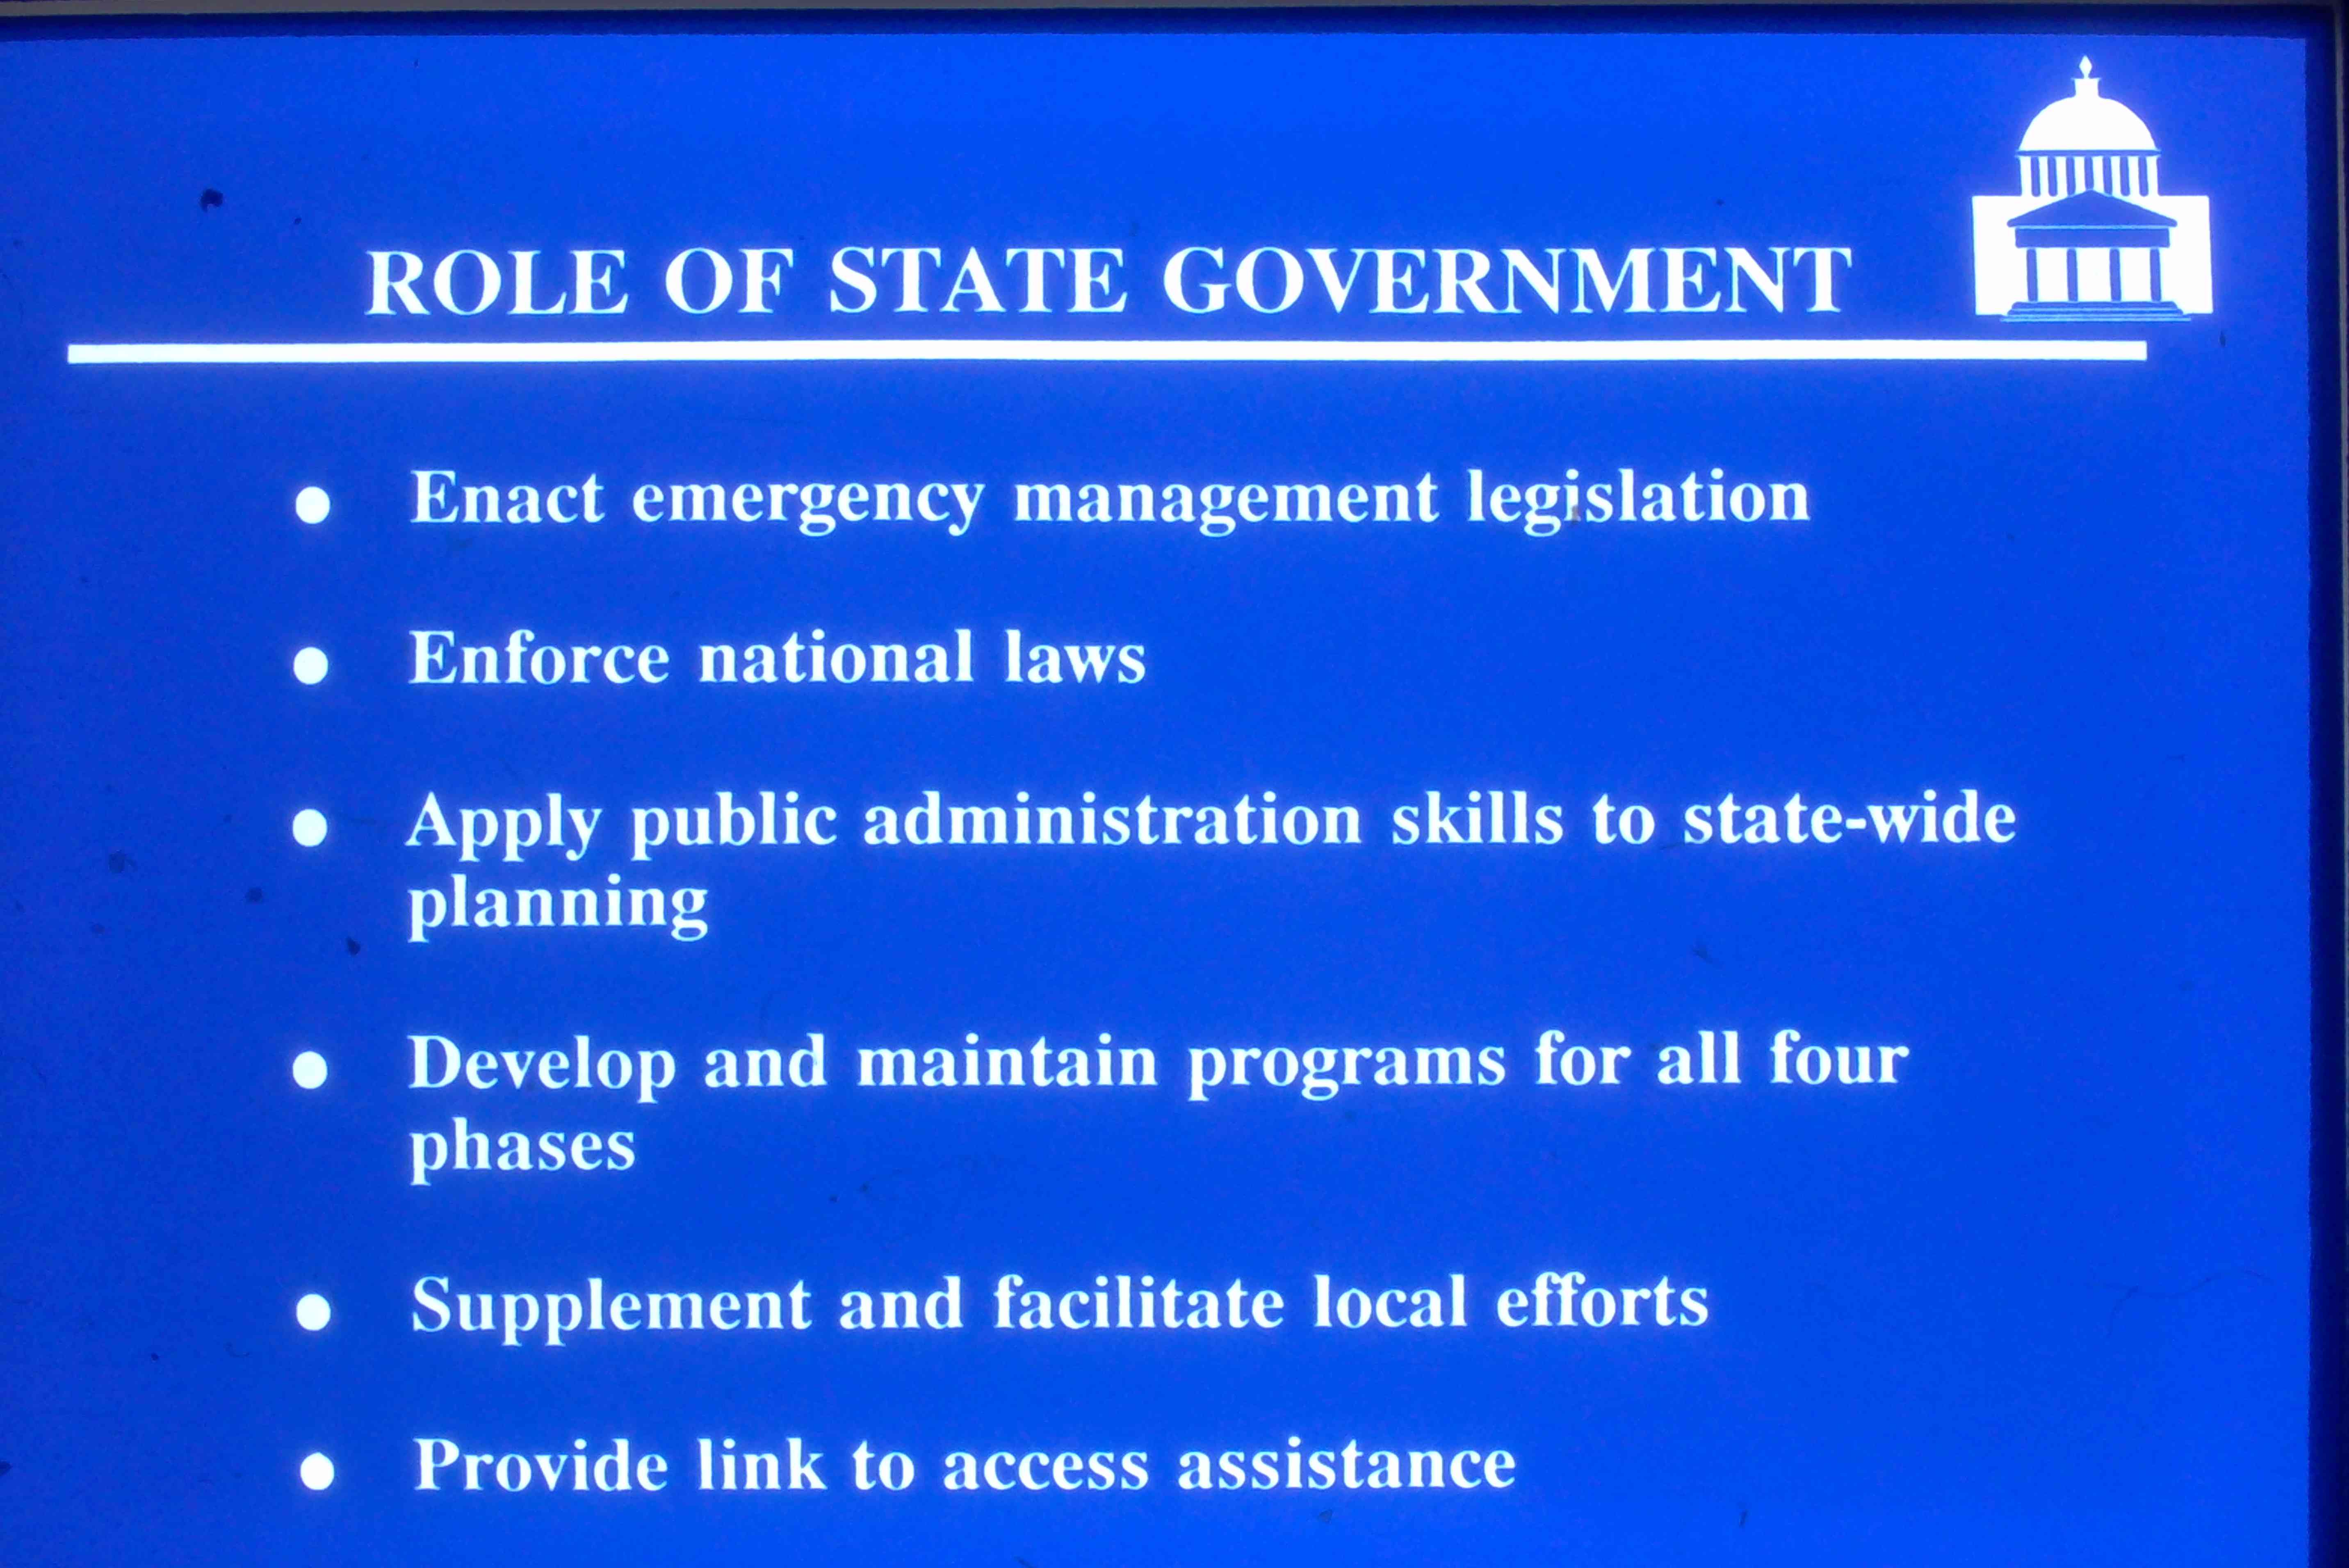 ROLE OF STATE GOVERNMENT
● Enact emergency management legislation
● Enforce national laws
● Apply public administration skills to state-wide
planning
● Develop and maintain programs for all four
phases
● Supplement and facilitate local efforts
● Provide link to access assistance